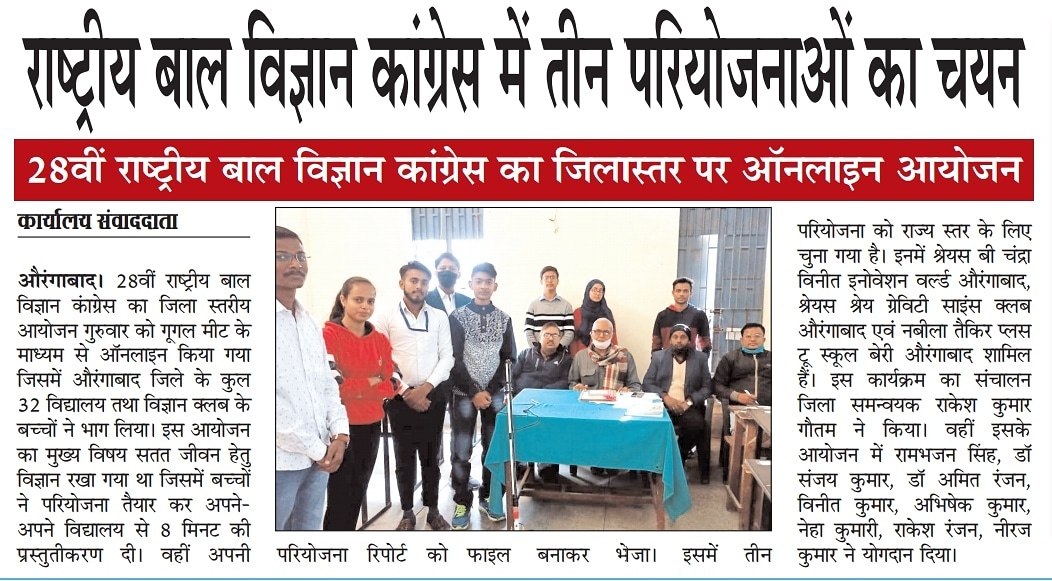 राष्ट्रीय बाल विज्ञान कांग्रेस में तीन परियोजनाओं का चयन
28वीं राष्ट्रीय बाल विज्ञान कांग्रेस का जिलास्तर पर ऑनलाइन आयोजन
कार्यालय संवाददाता
औरंगाबाद। 28वीं राष्ट्रीय बाल
विज्ञान कांग्रेस का जिला स्तरीय
आयोजन गुरुवार को गूगल मीट के
माध्यम से ऑनलाइन किया गया
जिसमें औरंगाबाद जिले के कुल
32 विद्यालय तथा विज्ञान क्लब के
बच्चों ने भाग लिया। इस आयोजन
का मुख्य विषय सतत जीवन हेतु
विज्ञान रखा गया था जिसमें बच्चों
ने परियोजना तैयार कर अपने-
अपने विद्यालय से 8 मिनट की
प्रस्तुतीकरण दी। वहीं अपनी
परियोजना रिपोर्ट को फाइल बनाकर भेजा। इसमें तीन
परियोजना को राज्य स्तर के लिए
चुना गया है। इनमें श्रेयस बी चंद्रा
विनीत इनोवेशन वर्ल्ड औरंगाबाद,
श्रेयस श्रेय ग्रेविटी साइंस क्लब
औरंगाबाद एवं नबीला तैकिर प्लस
टू स्कूल बेरी औरंगाबाद शामिल
हैं। इस कार्यक्रम का संचालन
जिला समन्वयक राकेश कुमार
गौतम ने किया। वहीं इसके
आयोजन में रामभजन सिंह, डॉ
संजय कुमार, डॉ अमित रंजन,
विनीत कुमार, अभिषेक कुमार,
नेहा कुमारी, राकेश रंजन, नीरज
कुमार ने योगदान दिया।